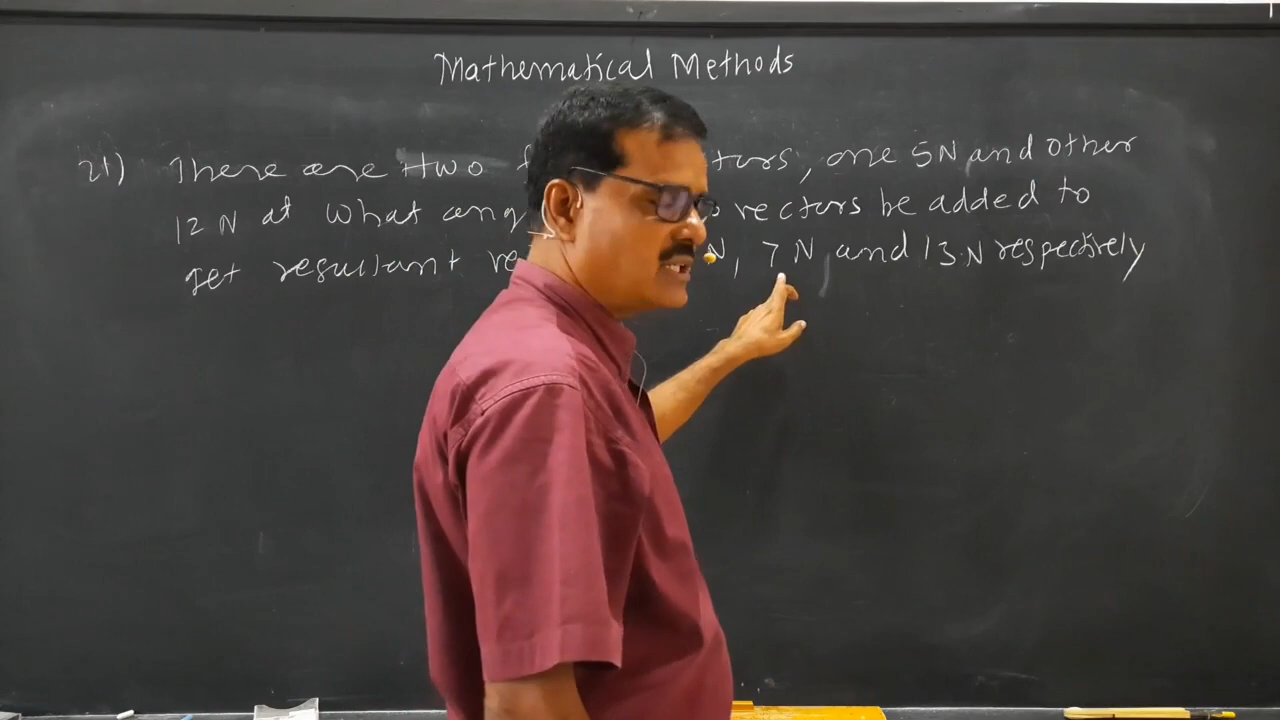 Mathematical Methods
21) There are two tors, one 5N and other
12 N at what ang vectors be added to
get resultant ve N, 7 N, and 13.N respectively